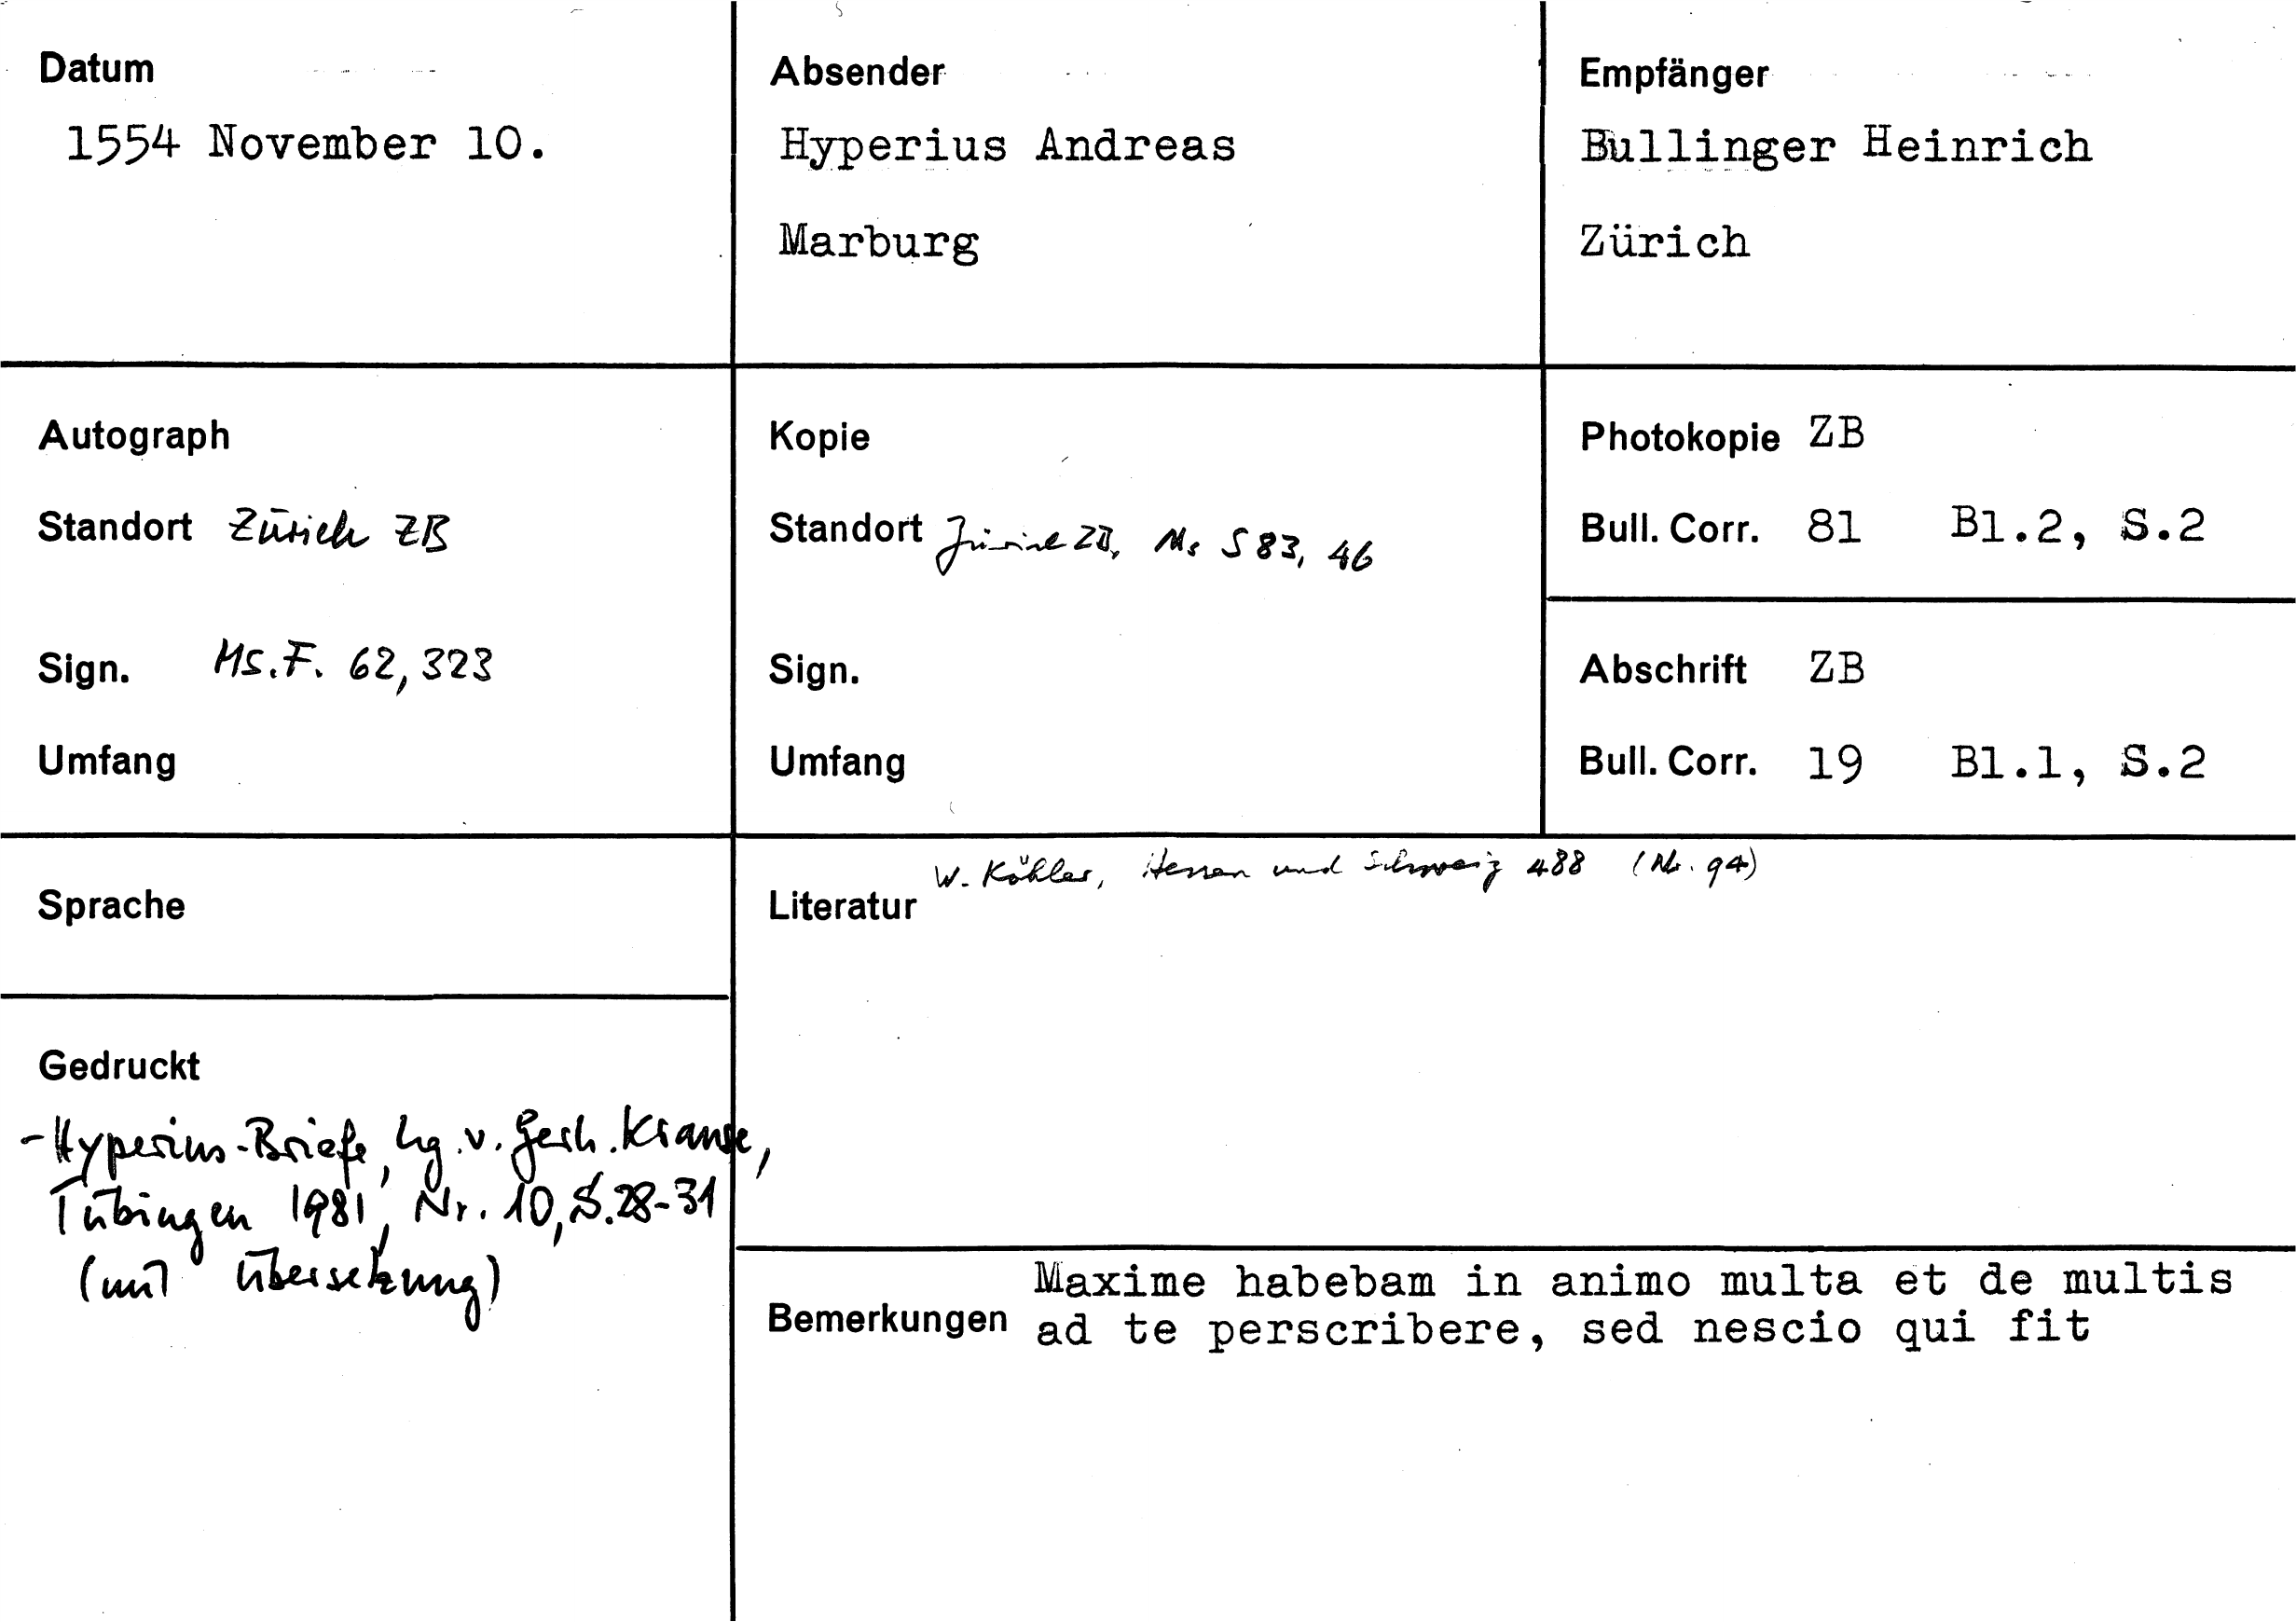 Datum
1554 November 10.
Absender
Hyperius Andreas
Marburg
Empfänger
Bullinger Heinrich
Zürich
Autograph
Standort Zürich ZB
Sign. Ms.F. 62,323
Umfang
Kopie
Standort Zürich ZB, Ms S 83, 46
Sign.
Umfang
Photokopie ZB
Bull. Corr. 81 Bl.2, S.2
Abschrift ZB
Bull. Corr. 19 Bl.1, S.2
Sprache
Gedruckt
- Hyperius-Briefe, hg. v. Gerh. Krause,
Tübingen 1981, Nr. 10, S. 28-31
(mit Übersetzung)
W. Köhler, Hessen und Schweiz 488 (Nr. 94)
Literatur
Maxime habebam in animo multa et de multis
Bemerkungen ad te perscribere, sed nescio qui fit